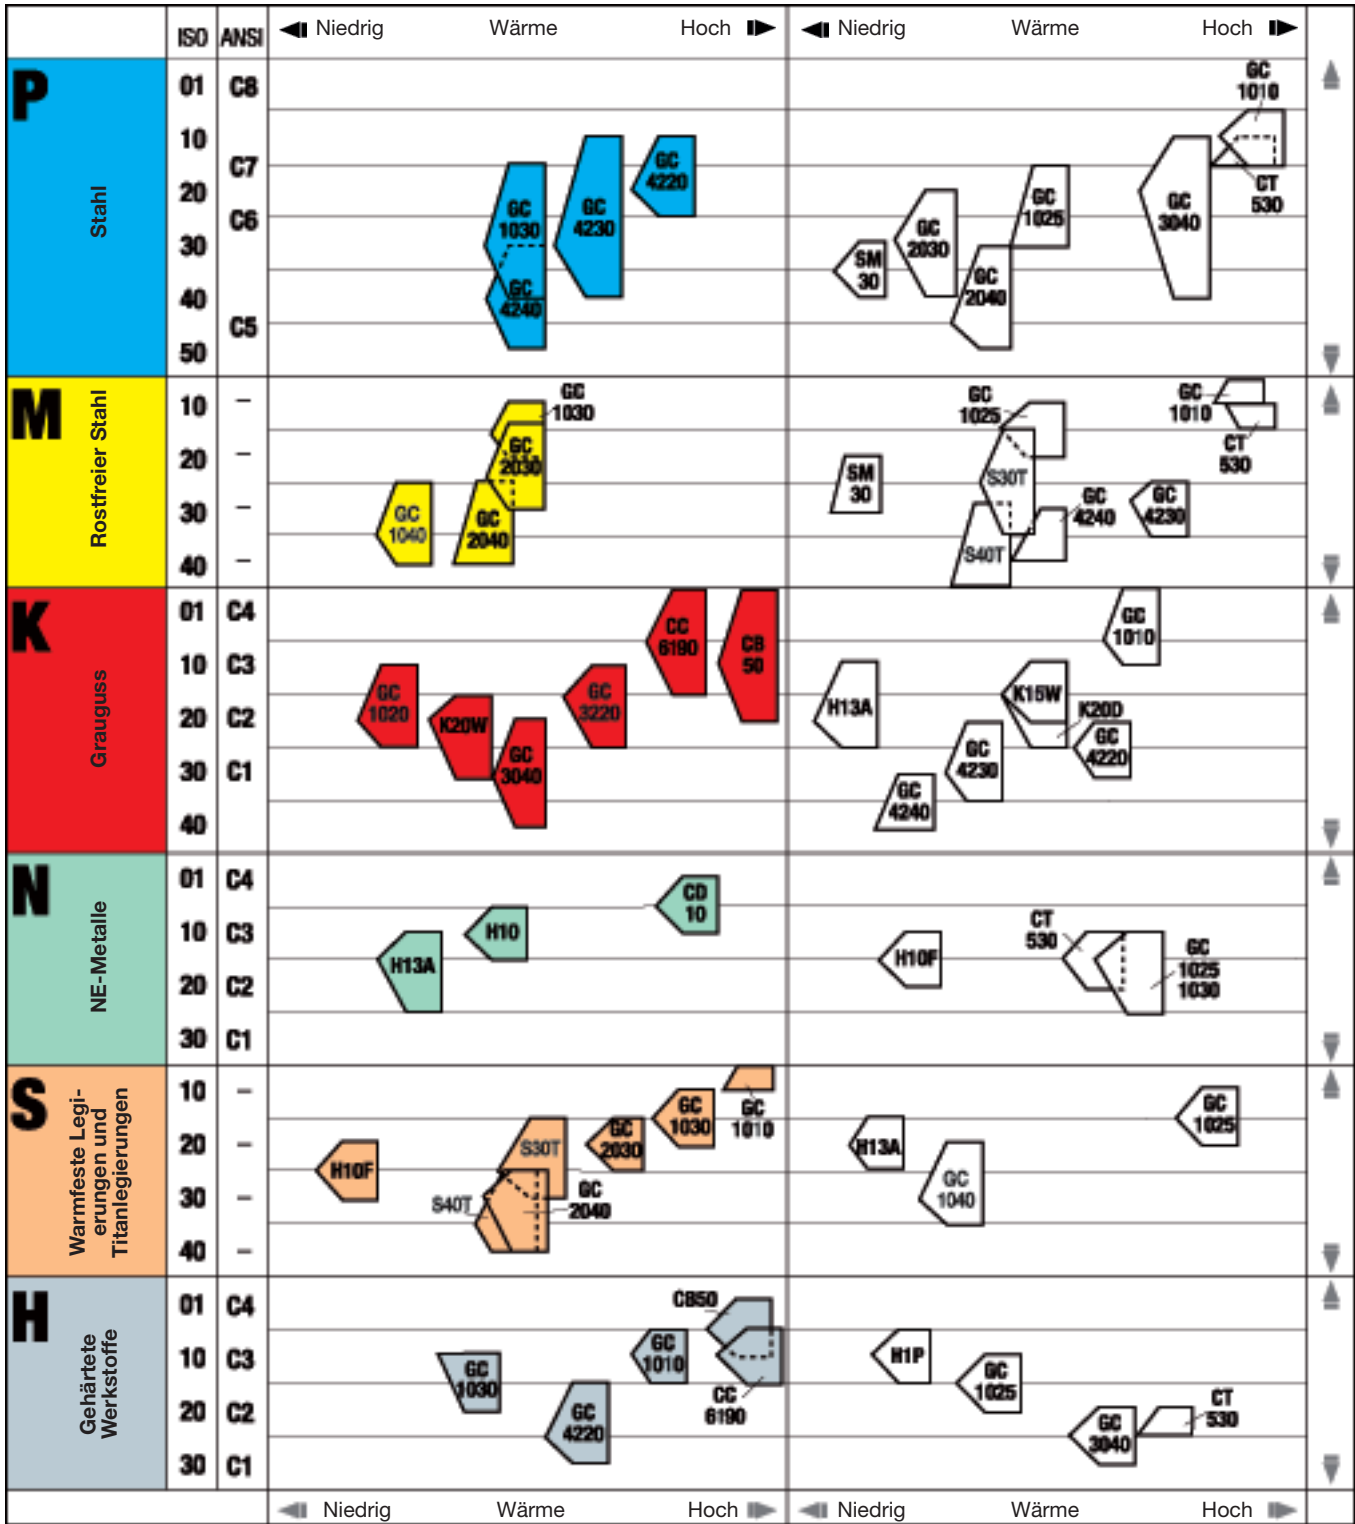 ISO ANSI Niedrig Wärme Hoch Niedrig Wärme Hoch
P
Stahl
01 C8
10
C7
20
C6
30
40
C5
50
GC
1030
GC
4240
GC
4230
GC
4220
SM
30
GC
2030
GC
2040
GC
1025
GC
3040
GC
1010
CT
530
M
Rostfreier Stahl
10 –
20 –
30 –
40 –
GC
1040
GC
2040
GC
2030
GC
1030
SM
30
GC
1025
S30T
S40T
GC
4240
GC
4230
GC
1010
CT
530
K
Grauguss
01 C4
10 C3
20 C2
30 C1
40
GC
1020
K20W
GC
3040
GC
3220
CC
6190
CB
50
H13A
GC
4240
GC
4230
K15W
K20D
GC
4220
GC
1010
N
NE-Metalle
01 C4
10 C3
20 C2
30 C1
H13A
H10
CD
10
H10F
CT
530
GC
1025
1030
S
Warmfeste Legi-
erungen und
Titanlegierungen
10 –
20 –
30 –
40 –
H10F
S40T
S30T
GC
2040
GC
2030
GC
1030
GC
1010
H13A
GC
1040
GC
1025
H
Gehärtete
Werkstoffe
01 C4
10 C3
20 C2
30 C1
GC
1030
GC
4220
GC
1010
CB50
CC
6190
H1P
GC
1025
GC
3040
CT
530
Niedrig Wärme Hoch Niedrig Wärme Hoch